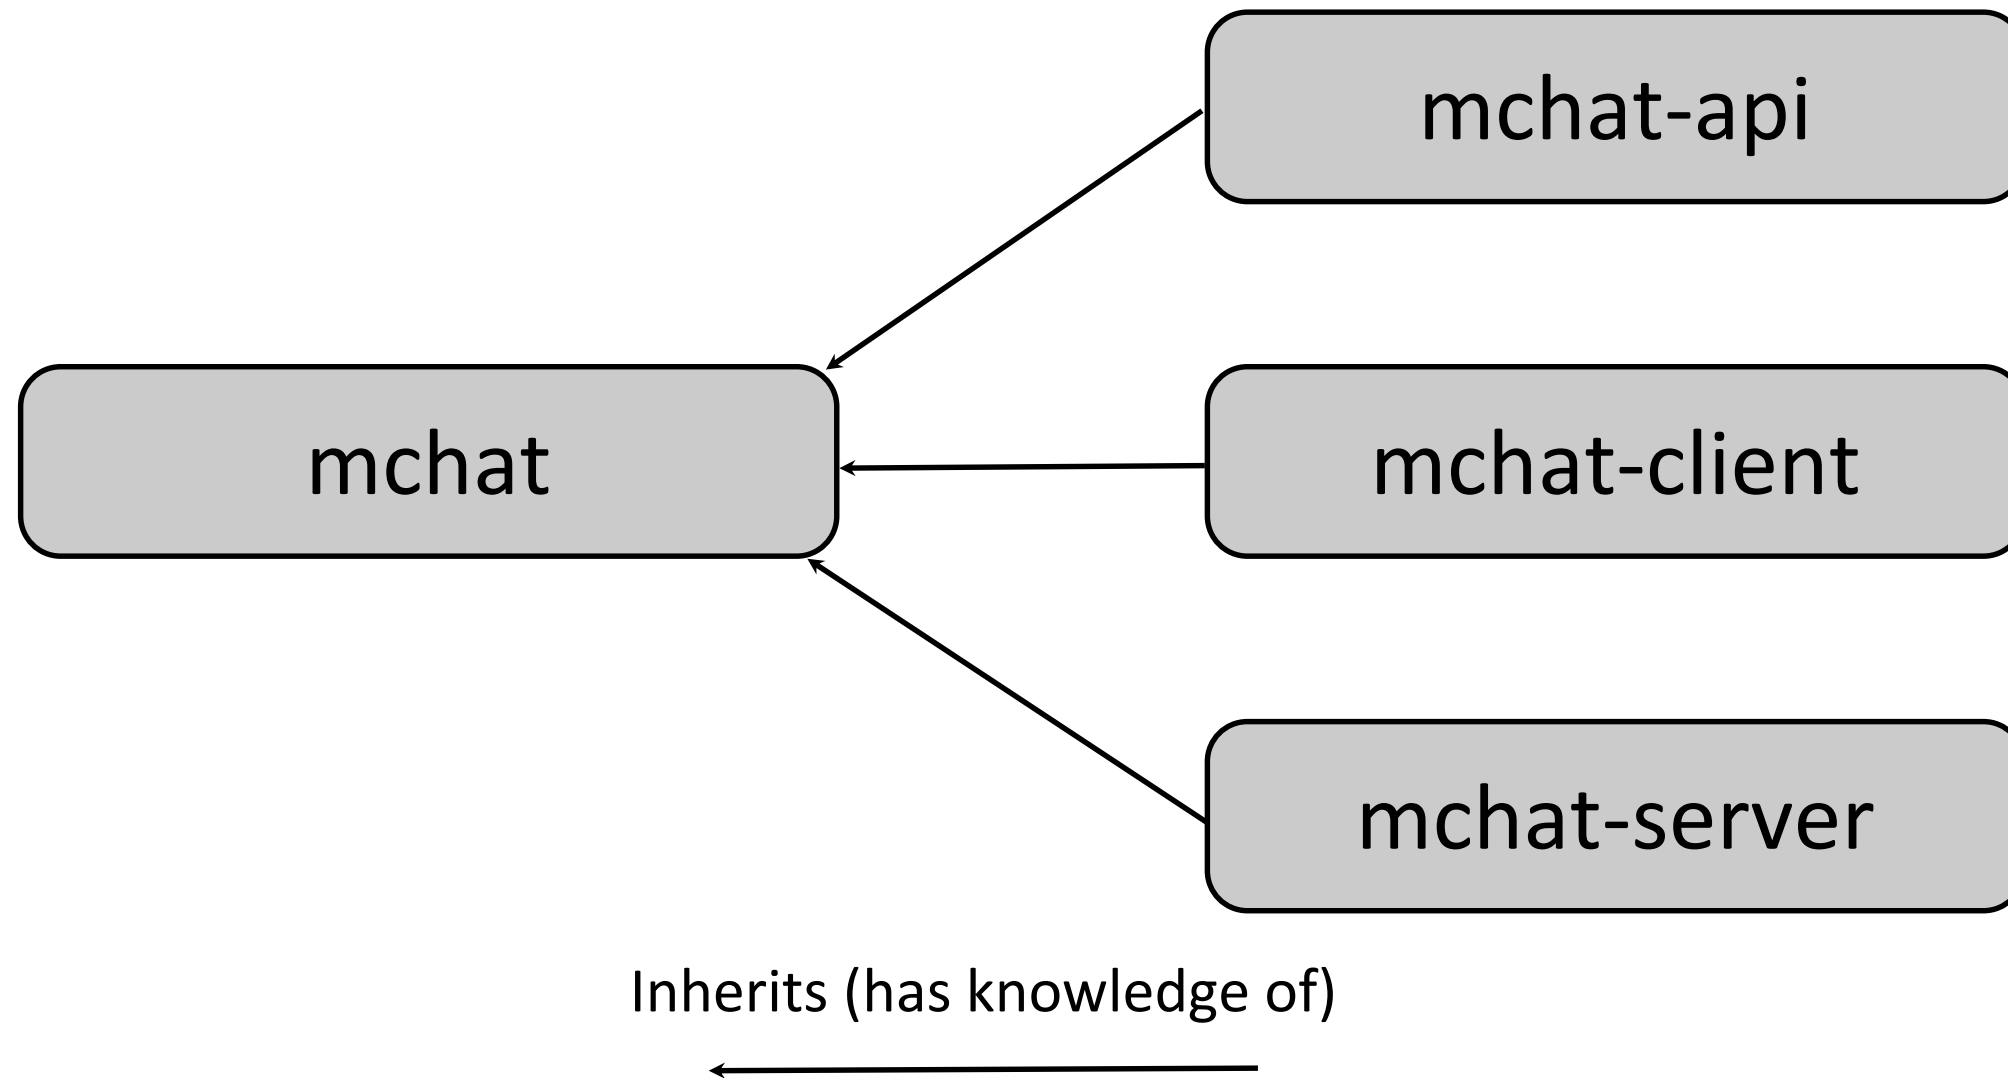 mchat-api
mchat
mchat-client
mchat-server
Inherits (has knowledge of)